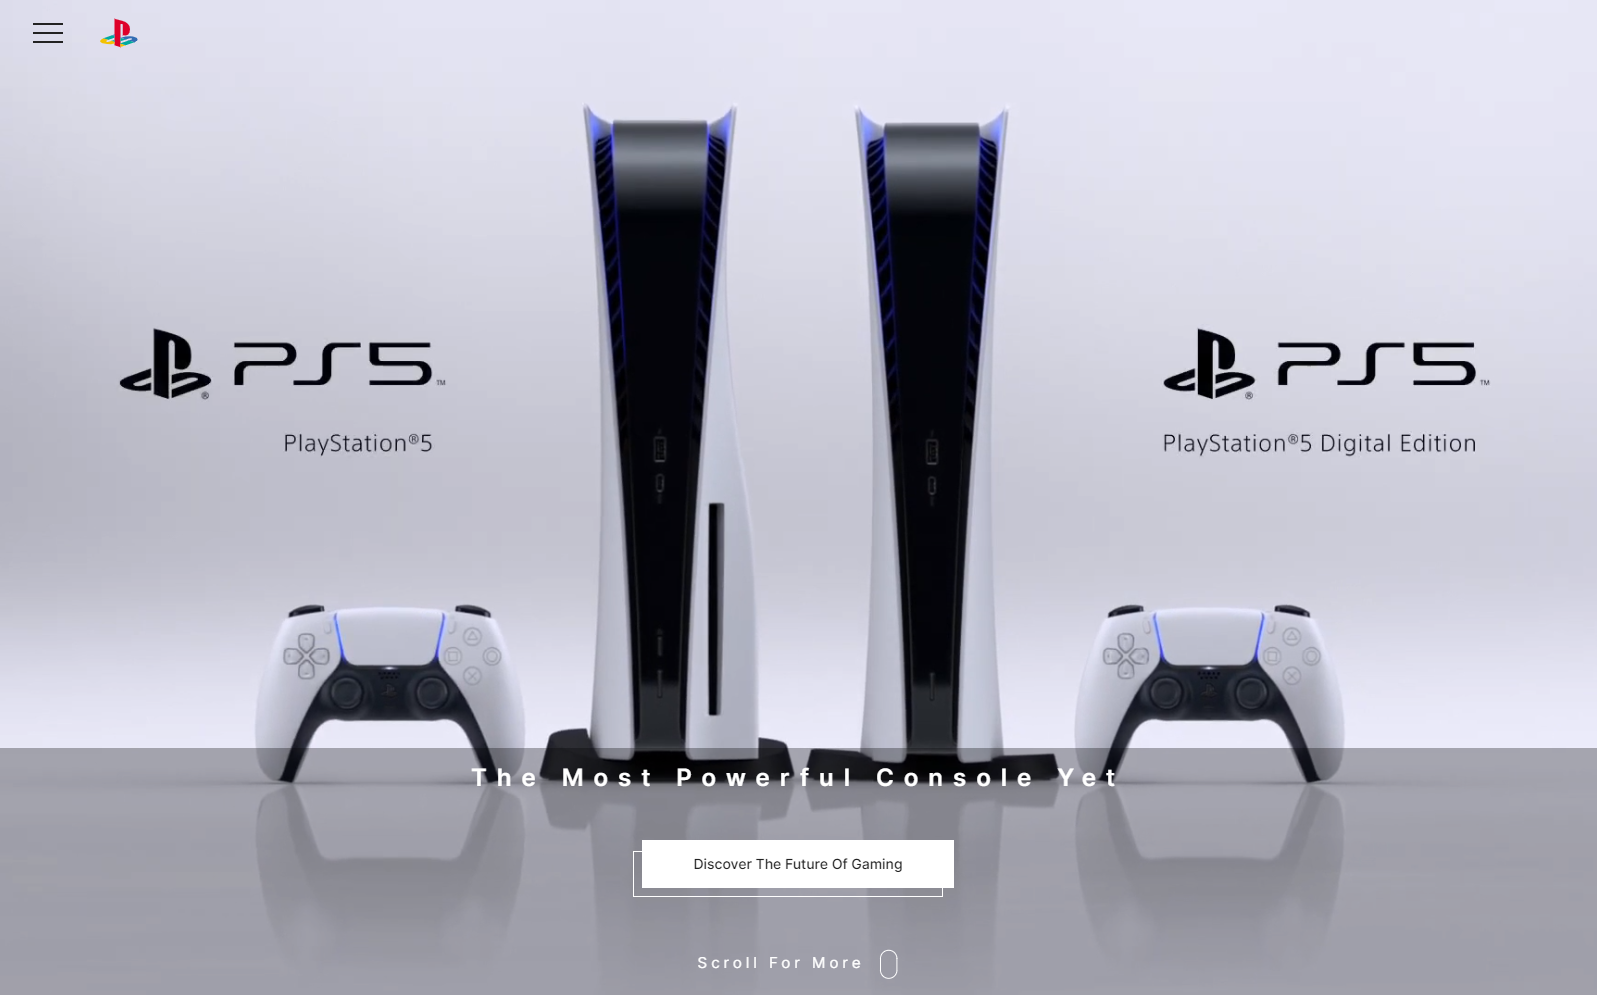 PS5™
PlayStation®5
PS5™
PlayStation®5 Digital Edition
The Most Powerful Console Yet
Discover The Future Of Gaming
Scroll For More